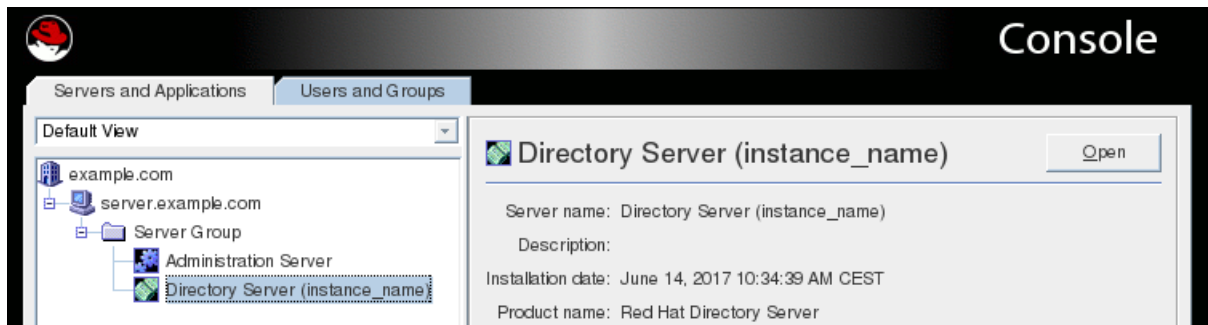 Console
Servers and Applications
Users and Groups
Default View
example.com
server.example.com
Server Group
Administration Server
Directory Server (instance_name)
Directory Server (instance_name)
Open
Server name: Directory Server (instance_name)
Description:
Installation date: June 14, 2017 10:34:39 AM CEST
Product name: Red Hat Directory Server